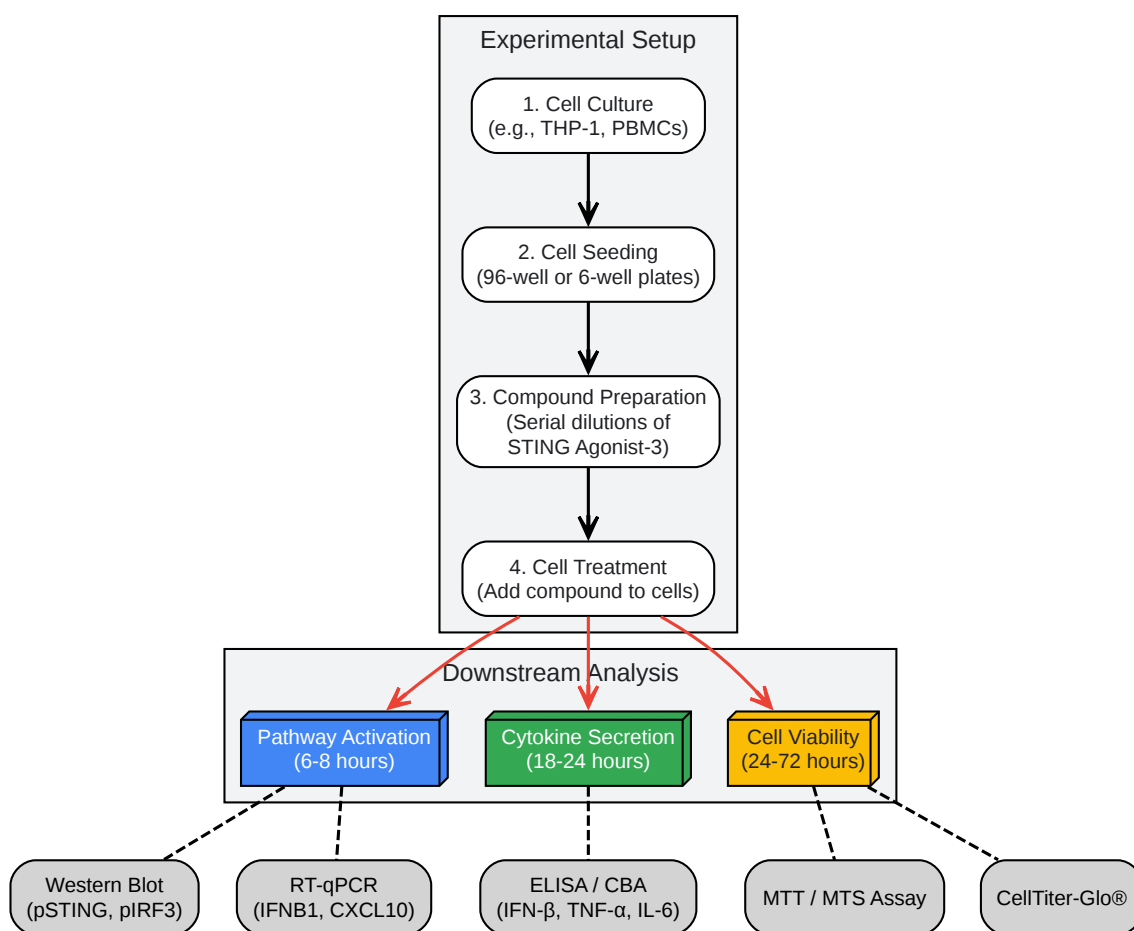 Experimental Setup
1. Cell Culture
(e.g., THP-1, PBMCs)
2. Cell Seeding
(96-well or 6-well plates)
3. Compound Preparation
(Serial dilutions of
STING Agonist-3)
4. Cell Treatment
(Add compound to cells)
Downstream Analysis
Pathway Activation
(6-8 hours)
Cytokine Secretion
(18-24 hours)
Cell Viability
(24-72 hours)
Western Blot
(pSTING, pIRF3)
RT-qPCR
(IFNB1, CXCL10)
ELISA / CBA
(IFN-β, TNF-α, IL-6)
MTT / MTS Assay
CellTiter-Glo®